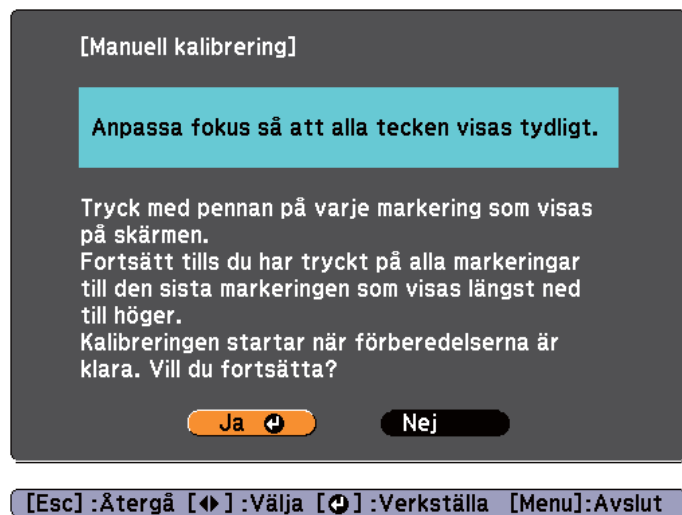 [Manuell kalibrering]
Anpassa fokus så att alla tecken visas tydligt.
Tryck med pennan på varje markering som visas
på skärmen.
Fortsätt tills du har tryckt på alla markeringar
till den sista markeringen som visas längst ned
till höger.
Kalibreringen startar när förberedelserna är
klara. Vill du fortsätta?
Ja Nej
[Esc] :Återgå [◀▶] :Välja [↵] :Verkställa [Menu]:Avslut